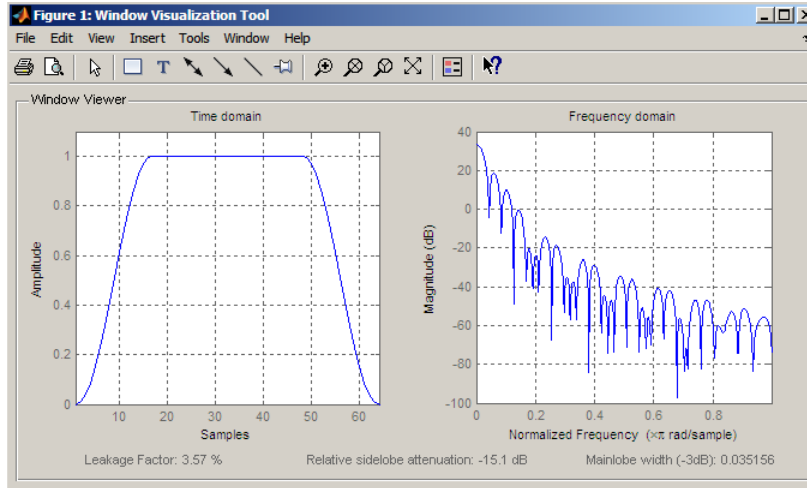 Figure 1: Window Visualization Tool
File Edit View Insert Tools Window Help
T
?
Window Viewer
Time domain
1
0.8
0.6
0.4
0.2
0
Amplitude
10 20 30 40 50 60
Samples
Frequency domain
40
20
0
-20
-40
-60
-80
-100
Magnitude (dB)
0 0.2 0.4 0.6 0.8
Normalized Frequency (×π rad/sample)
Leakage Factor: 3.57 % Relative sidelobe attenuation: -15.1 dB Mainlobe width (-3dB): 0.035156